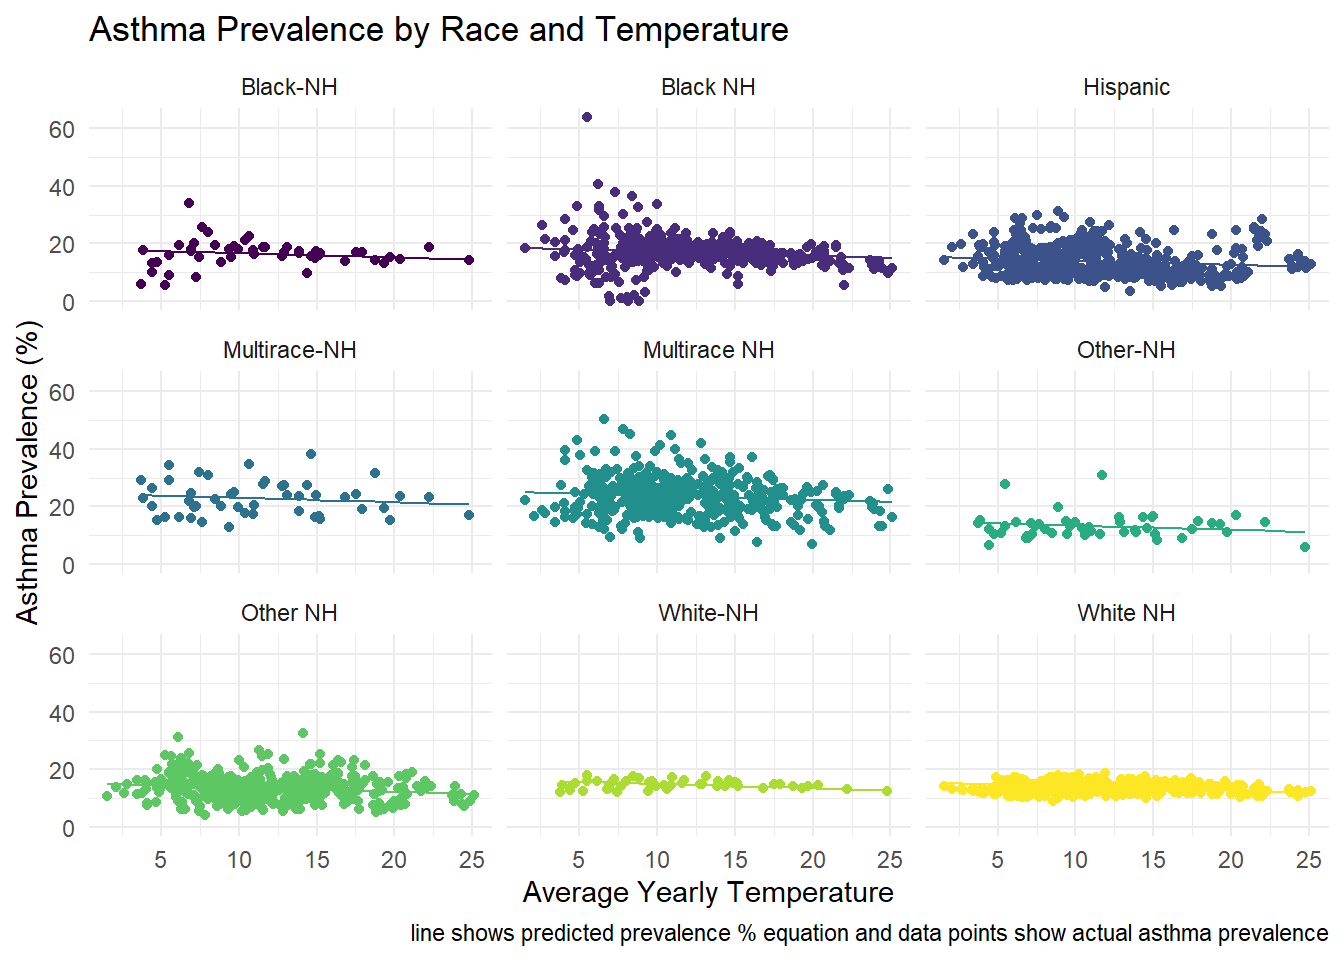 Asthma Prevalence by Race and Temperature
Black-NH
Black NH
Hispanic
60
40
20
0
Multirace-NH
Multirace NH
Other-NH
60
40
20
0
Asthma Prevalence (%)
Other NH
White-NH
White NH
60
40
20
0
5 10 15 20 25
5 10 15 20 25
5 10 15 20 25
Average Yearly Temperature
line shows predicted prevalence % equation and data points show actual asthma prevalence